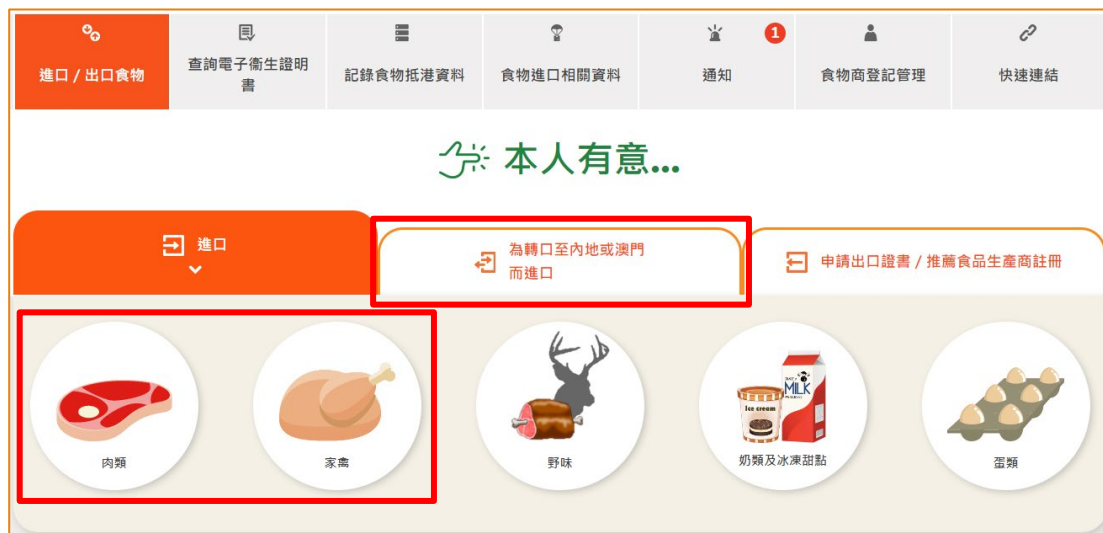 1
進口 / 出口食物
查詢電子衞生證明
書
記錄食物抵港資料
食物進口相關資料
通知
食物商登記管理
快速連結
本人有意...
進口
為轉口至內地或澳門
而進口
申請出口證書 / 推薦食品生產商註冊
Ice cream
MILK
肉類
家禽
野味
奶類及冰凍甜點
蛋類